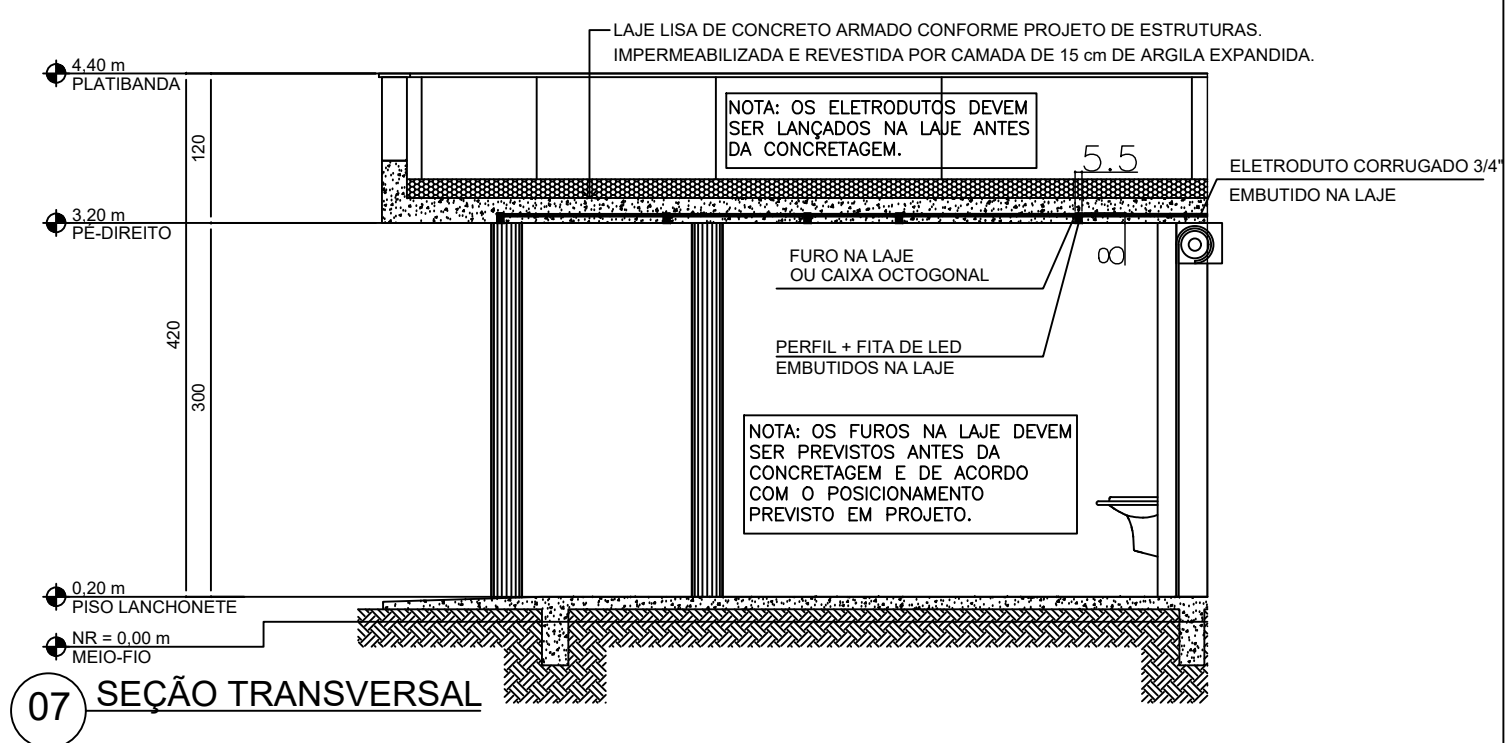 LAJE LISA DE CONCRETO ARMADO CONFORME PROJETO DE ESTRUTURAS.
IMPERMEABILIZADA E REVESTIDA POR CAMADA DE 15 cm DE ARGILA EXPANDIDA.
4,40 m
PLATIBANDA
NOTA: OS ELETRODUTOS DEVEM
SER LANÇADOS NA LAJE ANTES
DA CONCRETAGEM.
120
5.5
ELETRODUTO CORRUGADO 3/4"
EMBUTIDO NA LAJE
3,20 m
PÉ-DIREITO
FURO NA LAJE
OU CAIXA OCTOGONAL
8
420
300
PERFIL + FITA DE LED
EMBUTIDOS NA LAJE
NOTA: OS FUROS NA LAJE DEVEM
SER PREVISTOS ANTES DA
CONCRETAGEM E DE ACORDO
COM O POSICIONAMENTO
PREVISTO EM PROJETO.
0,20 m
PISO LANCHONETE
NR = 0,00 m
MEIO-FIO
07 SEÇÃO TRANSVERSAL